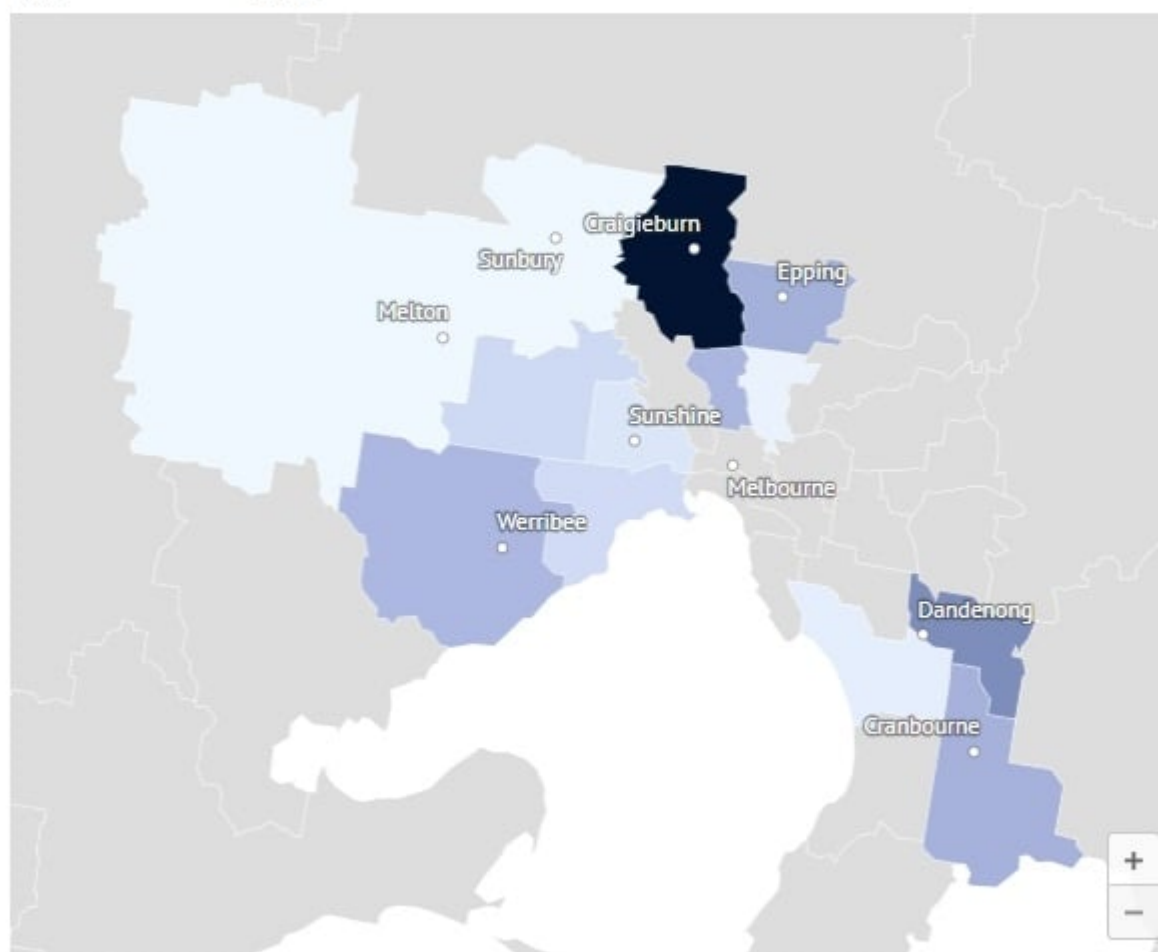 Craigieburn
Sunbury
Epping
Melton
Sunshine
Melbourne
Werribee
Dandenong
Cranbourne
+
−